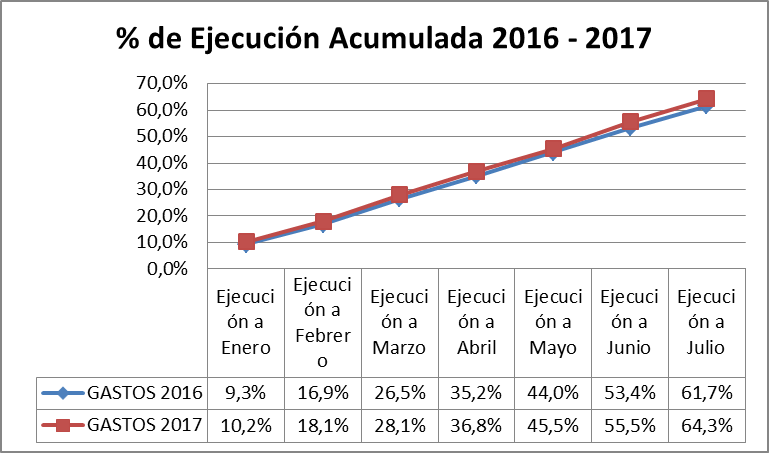 % de Ejecución Acumulada 2016 - 2017
70,0%
60,0%
50,0%
40,0%
30,0%
20,0%
10,0%
0,0%
Ejecuci
ón a
Enero
Ejecuci
ón a
Febrer
o
Ejecuci
ón a
Marzo
Ejecuci
ón a
Abril
Ejecuci
ón a
Mayo
Ejecuci
ón a
Junio
Ejecuci
ón a
Julio
GASTOS 2016 9,3% 16,9% 26,5% 35,2% 44,0% 53,4% 61,7%
GASTOS 2017 10,2% 18,1% 28,1% 36,8% 45,5% 55,5% 64,3%